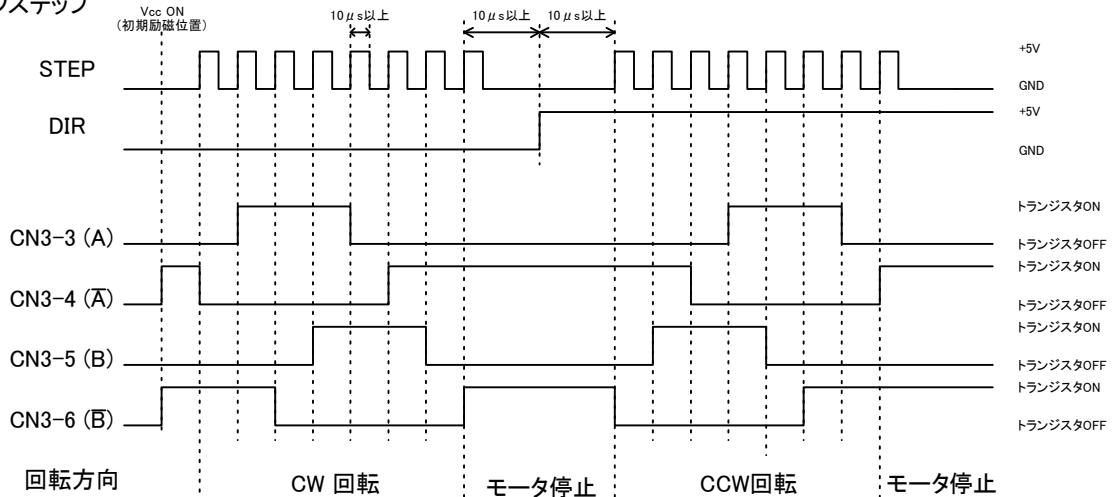 クステップ
Vcc ON
(初期励磁位置)
10μs以上
10μs以上
10μs以上
STEP
+5V
GND
DIR
+5V
GND
CN3-3 (A)
トランジスタON
トランジスタOFF
CN3-4 (A̅)
トランジスタON
トランジスタOFF
CN3-5 (B)
トランジスタON
トランジスタOFF
CN3-6 (B̅)
トランジスタON
トランジスタOFF
回転方向
CW 回転
モータ停止
CCW回転
モータ停止